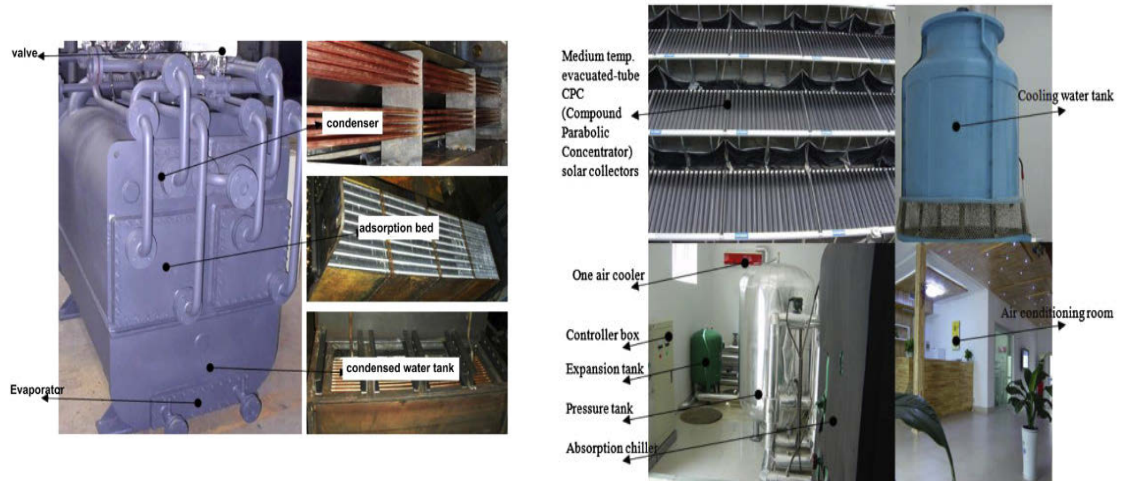 valve
condenser
adsorption bed
condensed water tank
Evaporator
Medium temp.
evacuated-tube
CPC
(Compound
Parabolic
Concentrator)
solar collectors
Cooling water tank
One air cooler
Controller box
Expansion tank
Pressure tank
Absorption chiller
Air conditioning room